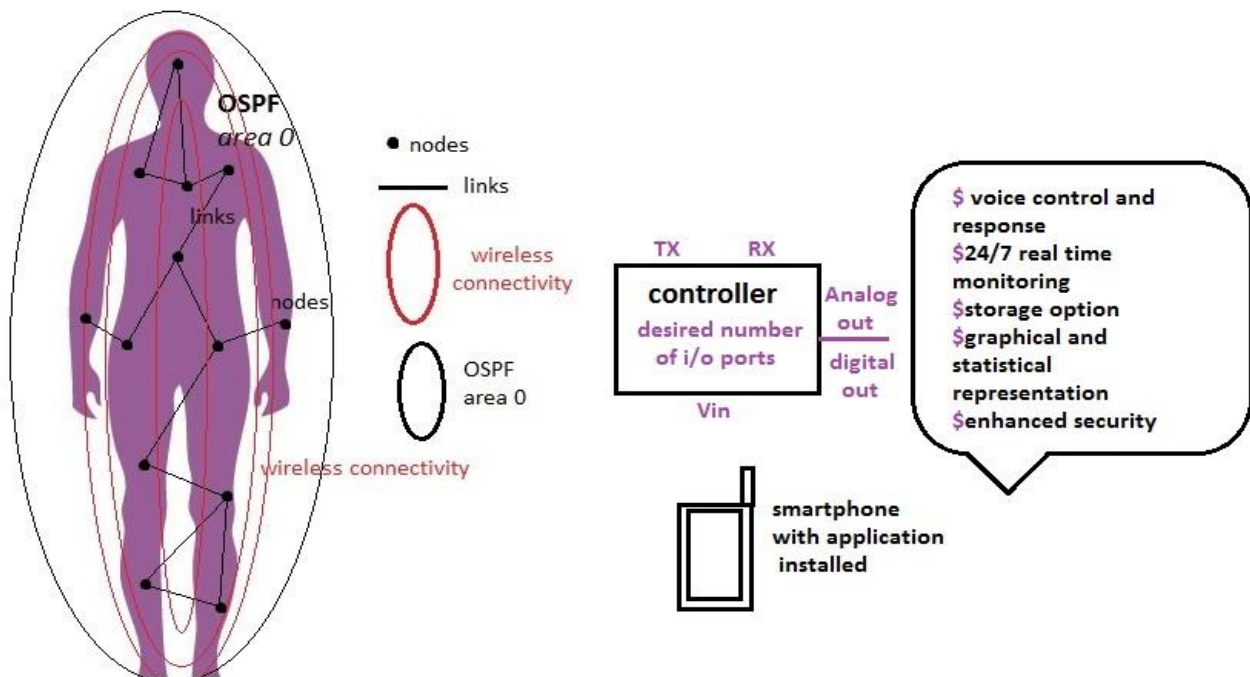 OSPF
area 0
links
nodes
wireless connectivity
nodes
links
wireless
connectivity
OSPF
area 0
TX RX
controller
desired number
of i/o ports
Analog
out
digital
out
Vin
smartphone
with application
installed
$ voice control and
response
$24/7 real time
monitoring
$storage option
$graphical and
statistical
representation
$enhanced security